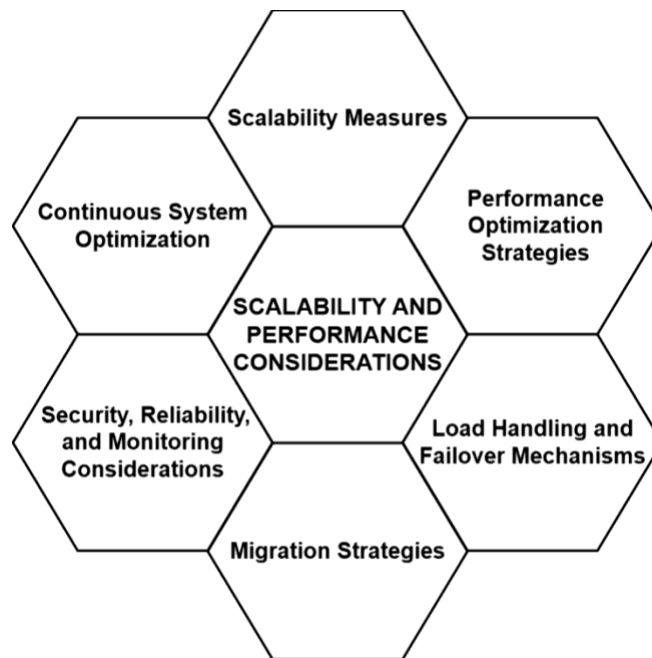 Scalability Measures
Continuous System
Optimization
Performance
Optimization
Strategies
SCALABILITY AND
PERFORMANCE
CONSIDERATIONS
Security, Reliability,
and Monitoring
Considerations
Load Handling and
Failover Mechanisms
Migration Strategies